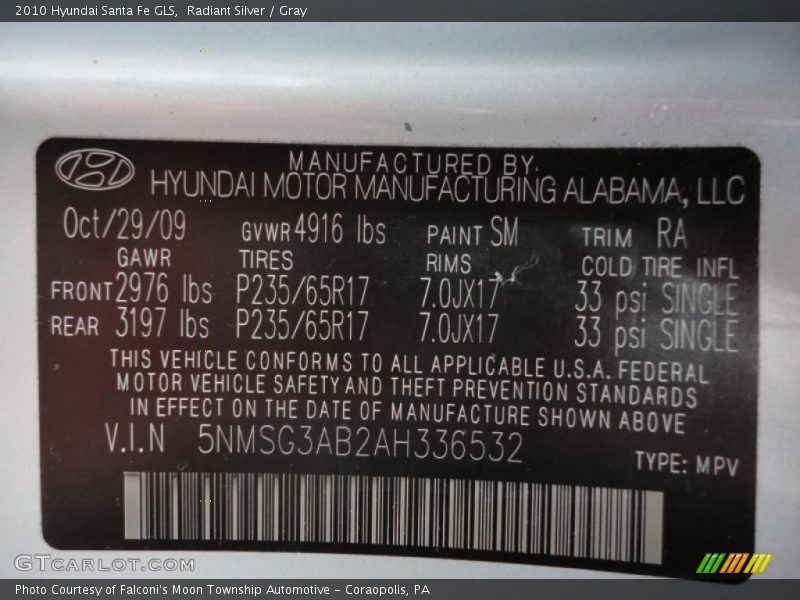 2010 Hyundai Santa Fe GLS, Radiant Silver / Gray
MANUFACTURED BY.
HYUNDAI MOTOR MANUFACTURING ALABAMA, LLC
Oct/29/09 GVWR 4916 lbs PAINT SM TRIM RA
GAWR TIRES RIMS COLD TIRE INFL
FRONT 2976 lbs P235/65R17 7.0JX17 33 psi SINGLE
REAR 3197 lbs P235/65R17 7.0JX17 33 psi SINGLE
THIS VEHICLE CONFORMS TO ALL APPLICABLE U.S.A. FEDERAL
MOTOR VEHICLE SAFETY AND THEFT PREVENTION STANDARDS
IN EFFECT ON THE DATE OF MANUFACTURE SHOWN ABOVE
V.I.N 5NMSG3AB2AH336532
TYPE: MPV
GTCARLOT.COM
Photo Courtesy of Falconi's Moon Township Automotive – Coraopolis, PA